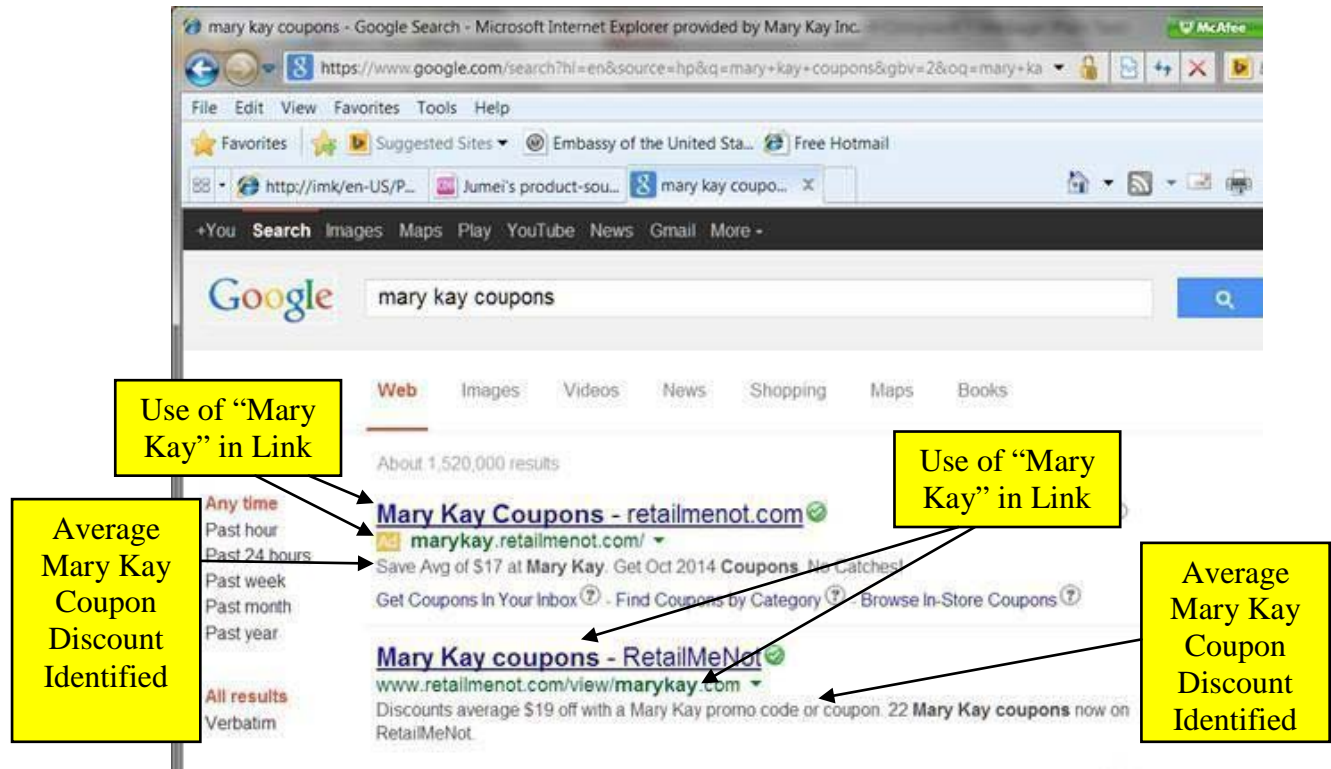 mary kay coupons - Google Search - Microsoft Internet Explorer provided by Mary Kay Inc.
McAfee
https://www.google.com/search?hl=en&source=hp&q=mary+kay+coupons&gbv=2&oq=mary+ka
File Edit View Favorites Tools Help
Favorites Suggested Sites Embassy of the United Sta... Free Hotmail
http://imk/en-US/P... Jumei's product-sou... mary kay coupo... X
+You Search Images Maps Play YouTube News Gmail More
Google mary kay coupons
Web Images Videos News Shopping Maps Books
Use of “Mary
Kay” in Link
About 1,520,000 results
Use of “Mary
Kay” in Link
Any time
Past hour
Past 24 hours
Past week
Past month
Past year
All results
Verbatim
Average
Mary Kay
Coupon
Discount
Identified
Mary Kay Coupons - retailmenot.com
Ad marykay.retailmenot.com/
Save Avg of $17 at Mary Kay. Get Oct 2014 Coupons. No Catches!
Get Coupons In Your Inbox ? - Find Coupons by Category ? - Browse In-Store Coupons ?
Mary Kay coupons - RetailMeNot
www.retailmenot.com/view/marykay.com
Discounts average $19 off with a Mary Kay promo code or coupon. 22 Mary Kay coupons now on
RetailMeNot.
Average
Mary Kay
Coupon
Discount
Identified